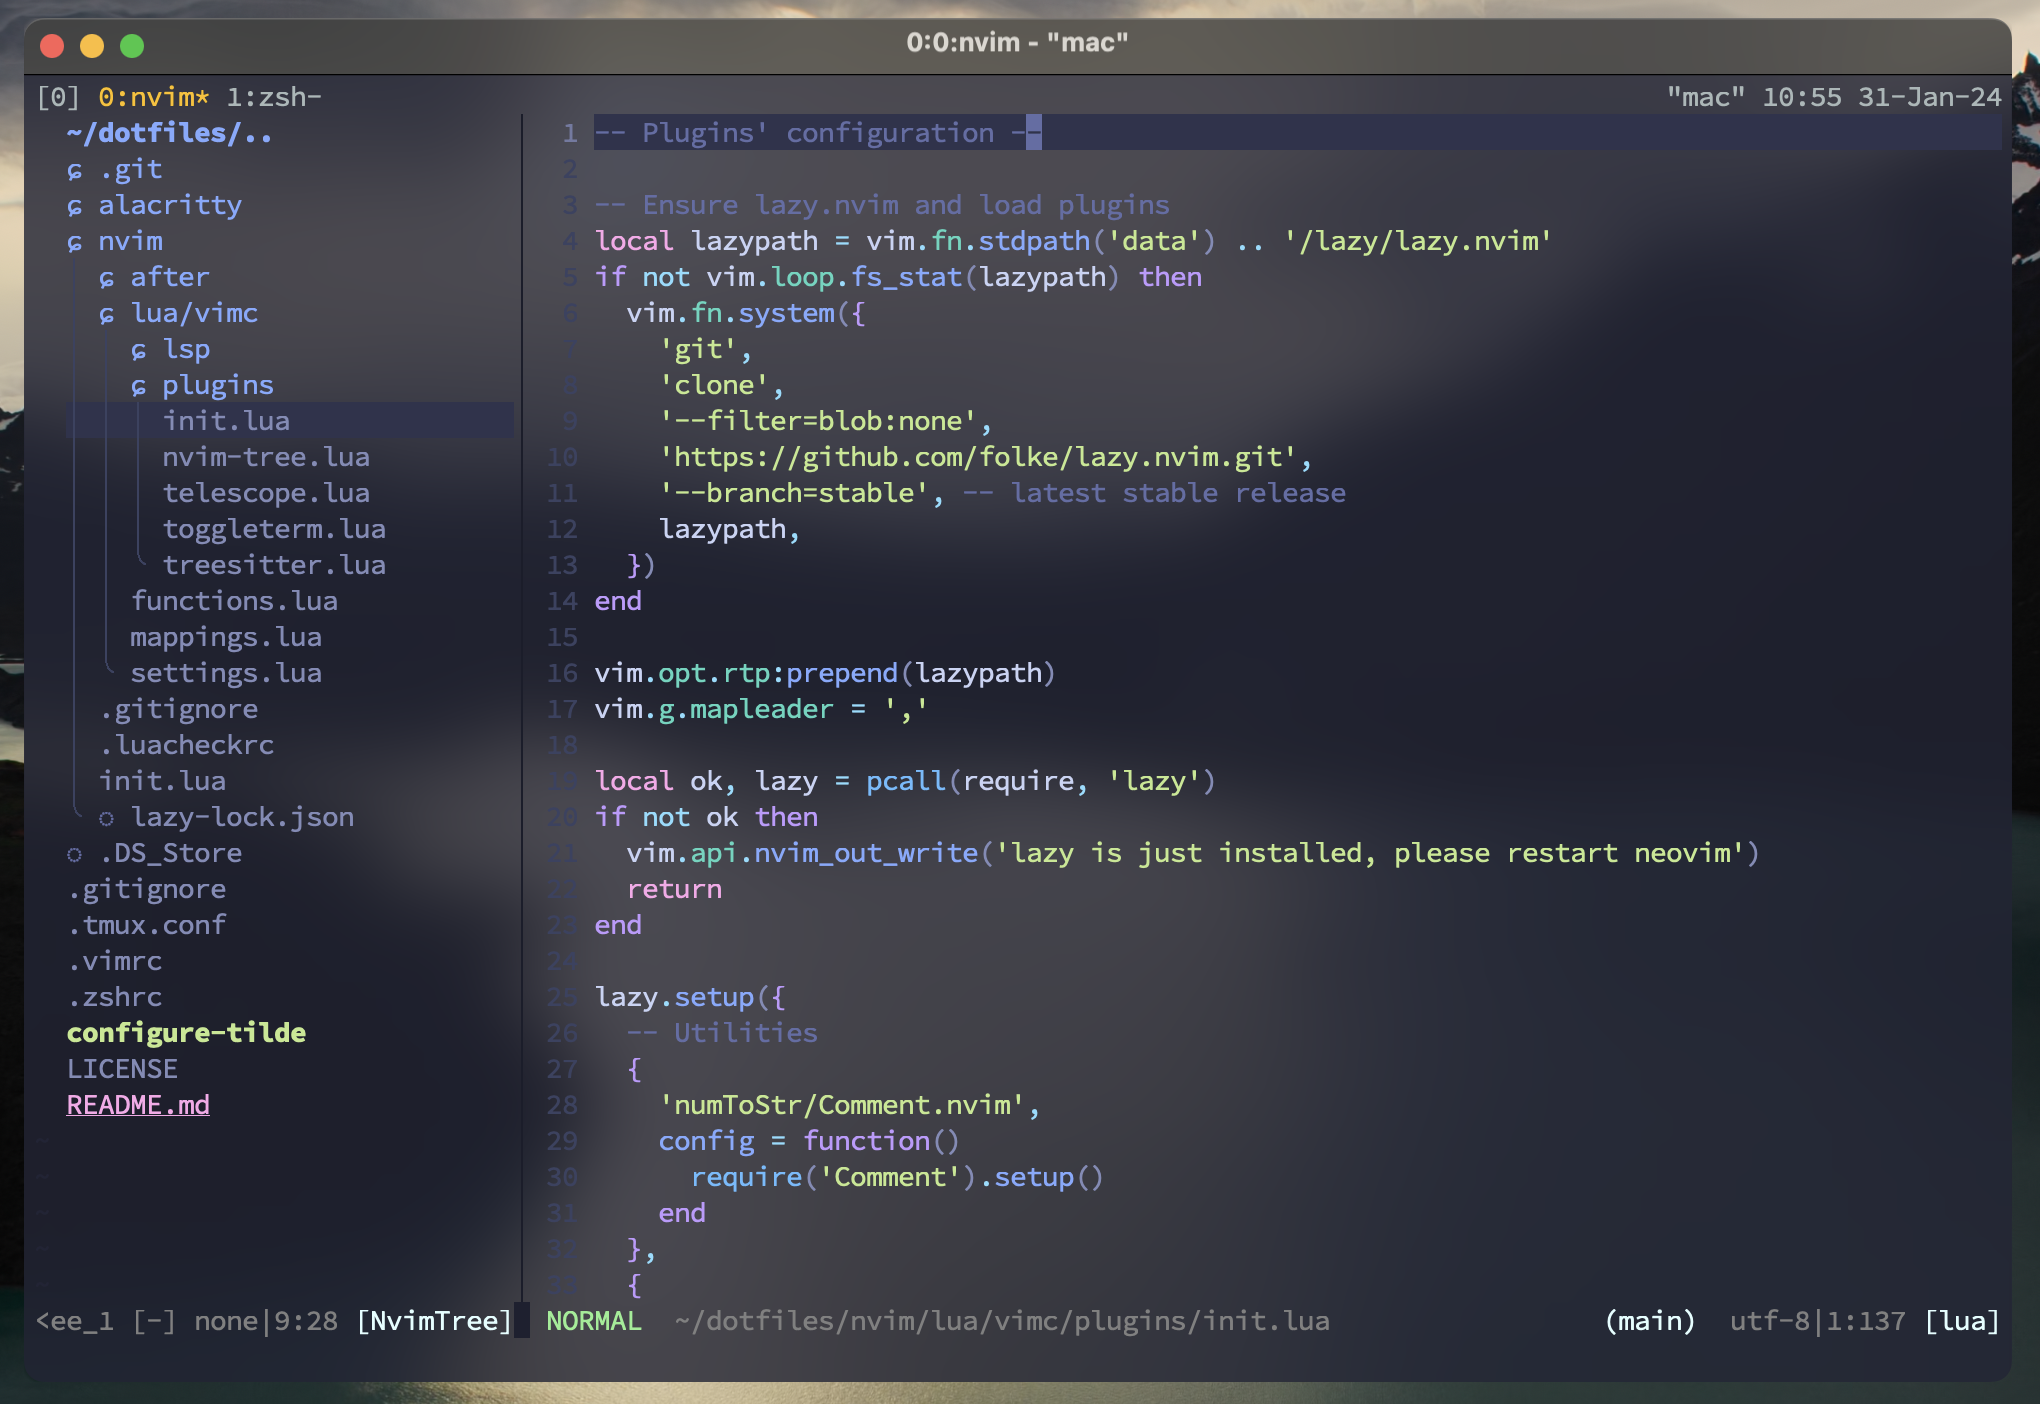 0:0:nvim - "mac"
[0] 0:nvim* 1:zsh-
"mac" 10:55 31-Jan-24
~/dotfiles/..
.git
alacritty
nvim
after
lua/vimc
lsp
plugins
init.lua
nvim-tree.lua
telescope.lua
toggleterm.lua
treesitter.lua
functions.lua
mappings.lua
settings.lua
.gitignore
.luacheckrc
init.lua
lazy-lock.json
.DS_Store
.gitignore
.tmux.conf
.vimrc
.zshrc
configure-tilde
LICENSE
README.md
1 -- Plugins' configuration --
2
3 -- Ensure lazy.nvim and load plugins
4 local lazypath = vim.fn.stdpath('data') .. '/lazy/lazy.nvim'
5 if not vim.loop.fs_stat(lazypath) then
6   vim.fn.system({
7     'git',
8     'clone',
9     '--filter=blob:none',
10     'https://github.com/folke/lazy.nvim.git',
11     '--branch=stable', -- latest stable release
12     lazypath,
13   })
14 end
15
16 vim.opt.rtp:prepend(lazypath)
17 vim.g.mapleader = ','
18
19 local ok, lazy = pcall(require, 'lazy')
20 if not ok then
21   vim.api.nvim_out_write('lazy is just installed, please restart neovim')
22   return
23 end
24
25 lazy.setup({
26   -- Utilities
27   {
28     'numToStr/Comment.nvim',
29     config = function()
30       require('Comment').setup()
31     end
32   },
33   {
<ee_1 [-] none|9:28 [NvimTree]
NORMAL ~/dotfiles/nvim/lua/vimc/plugins/init.lua (main) utf-8|1:137 [lua]